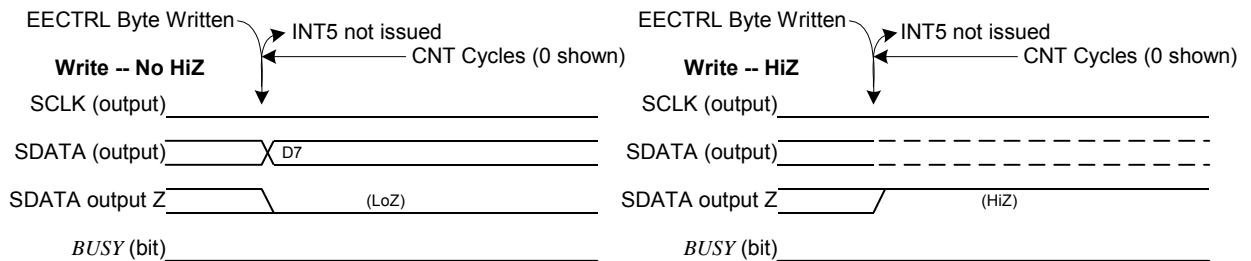 EECTRL Byte Written
INT5 not issued
CNT Cycles (0 shown)
Write -- No HiZ
SCLK (output)
SDATA (output)
D7
SDATA output Z
(LoZ)
BUSY (bit)
EECTRL Byte Written
INT5 not issued
CNT Cycles (0 shown)
Write -- HiZ
SCLK (output)
SDATA (output)
SDATA output Z
(HiZ)
BUSY (bit)